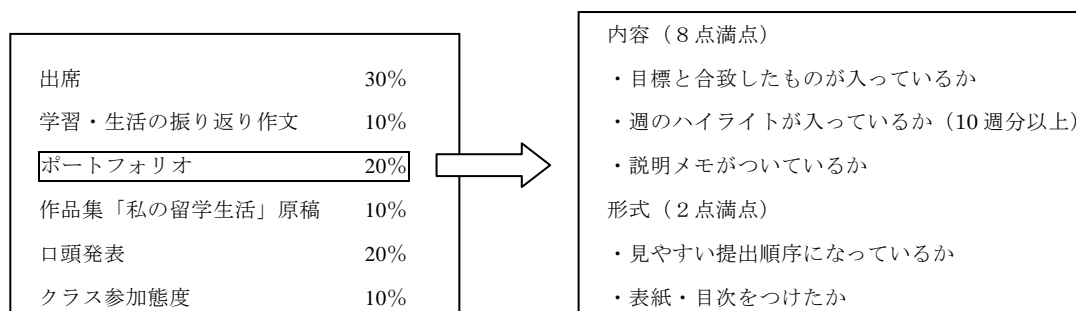 出席 30%
学習・生活の振り返り作文 10%
ポートフォリオ 20%
作品集「私の留学生活」原稿 10%
口頭発表 20%
クラス参加態度 10%
内容（８点満点）
・目標と合致したものが入っているか
・週のハイライトが入っているか（10 週分以上）
・説明メモがついているか
形式（２点満点）
・見やすい提出順序になっているか
・表紙・目次をつけたか